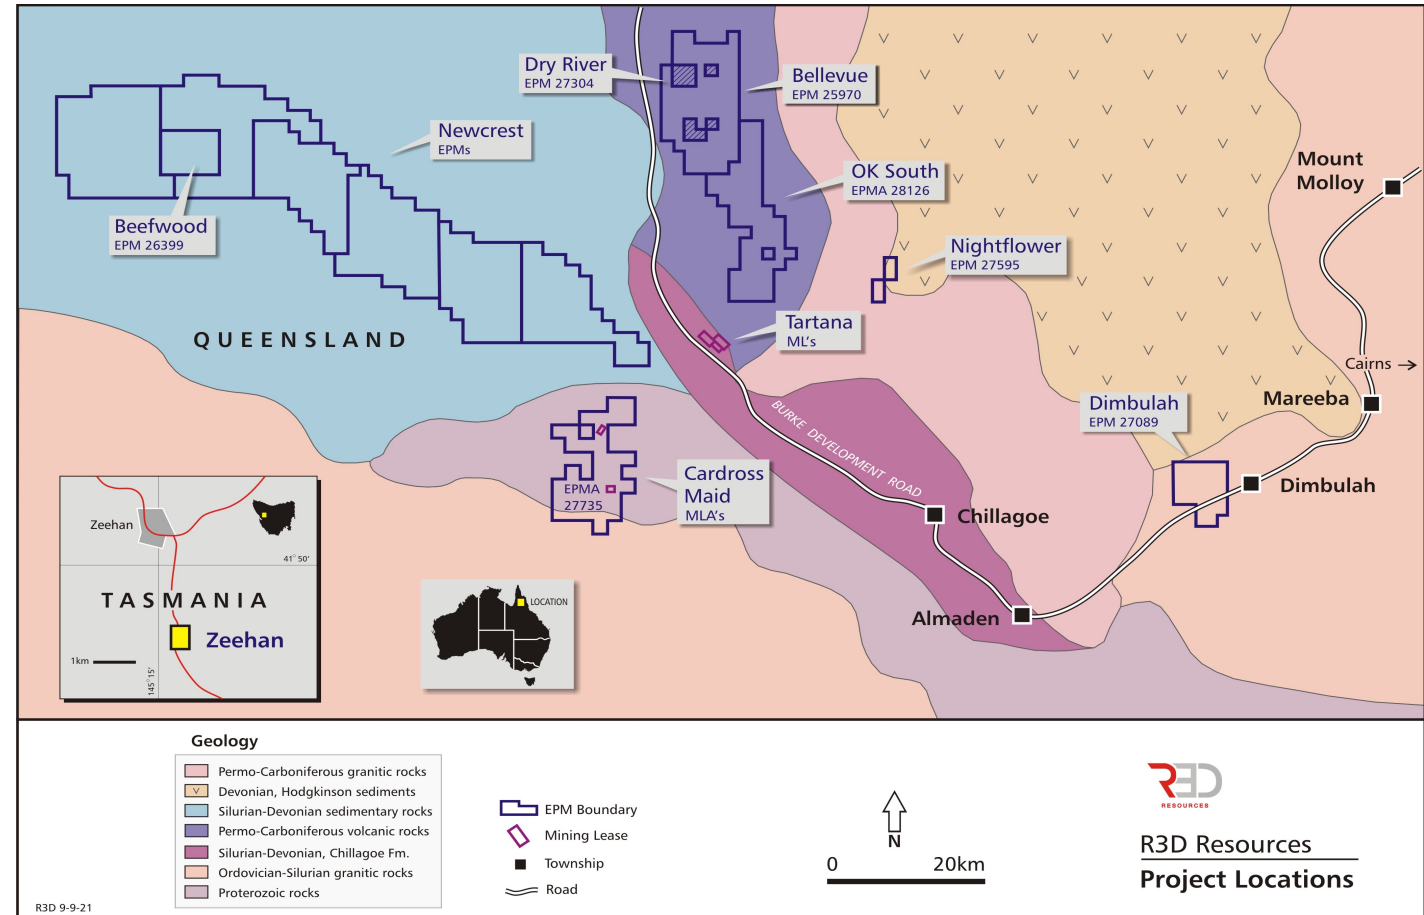 Dry River
EPM 27304
Bellevue
EPM 25970
Newcrest
EPMs
Mount
Molloy
OK South
EPMA 28126
Beefwood
EPM 26399
Nightflower
EPM 27595
QUEENSLAND
Tartana
ML's
Cairns →
Dimbulah
EPM 27089
Mareeba
BURKE DEVELOPMENT ROAD
Cardross
Maid
MLA's
EPMA
27735
Dimbulah
Chillagoe
Almaden
Zeehan
41° 50'
TASMANIA
Zeehan
1km
145° 15'
LOCATION
Geology
Permo-Carboniferous granitic rocks
V Devonian, Hodgkinson sediments
Silurian-Devonian sedimentary rocks
Permo-Carboniferous volcanic rocks
Silurian-Devonian, Chillagoe Fm.
Ordovician-Silurian granitic rocks
Proterozoic rocks
EPM Boundary
Mining Lease
Township
Road
N
0 20km
R3D
RESOURCES
R3D Resources
Project Locations
R3D 9-9-21